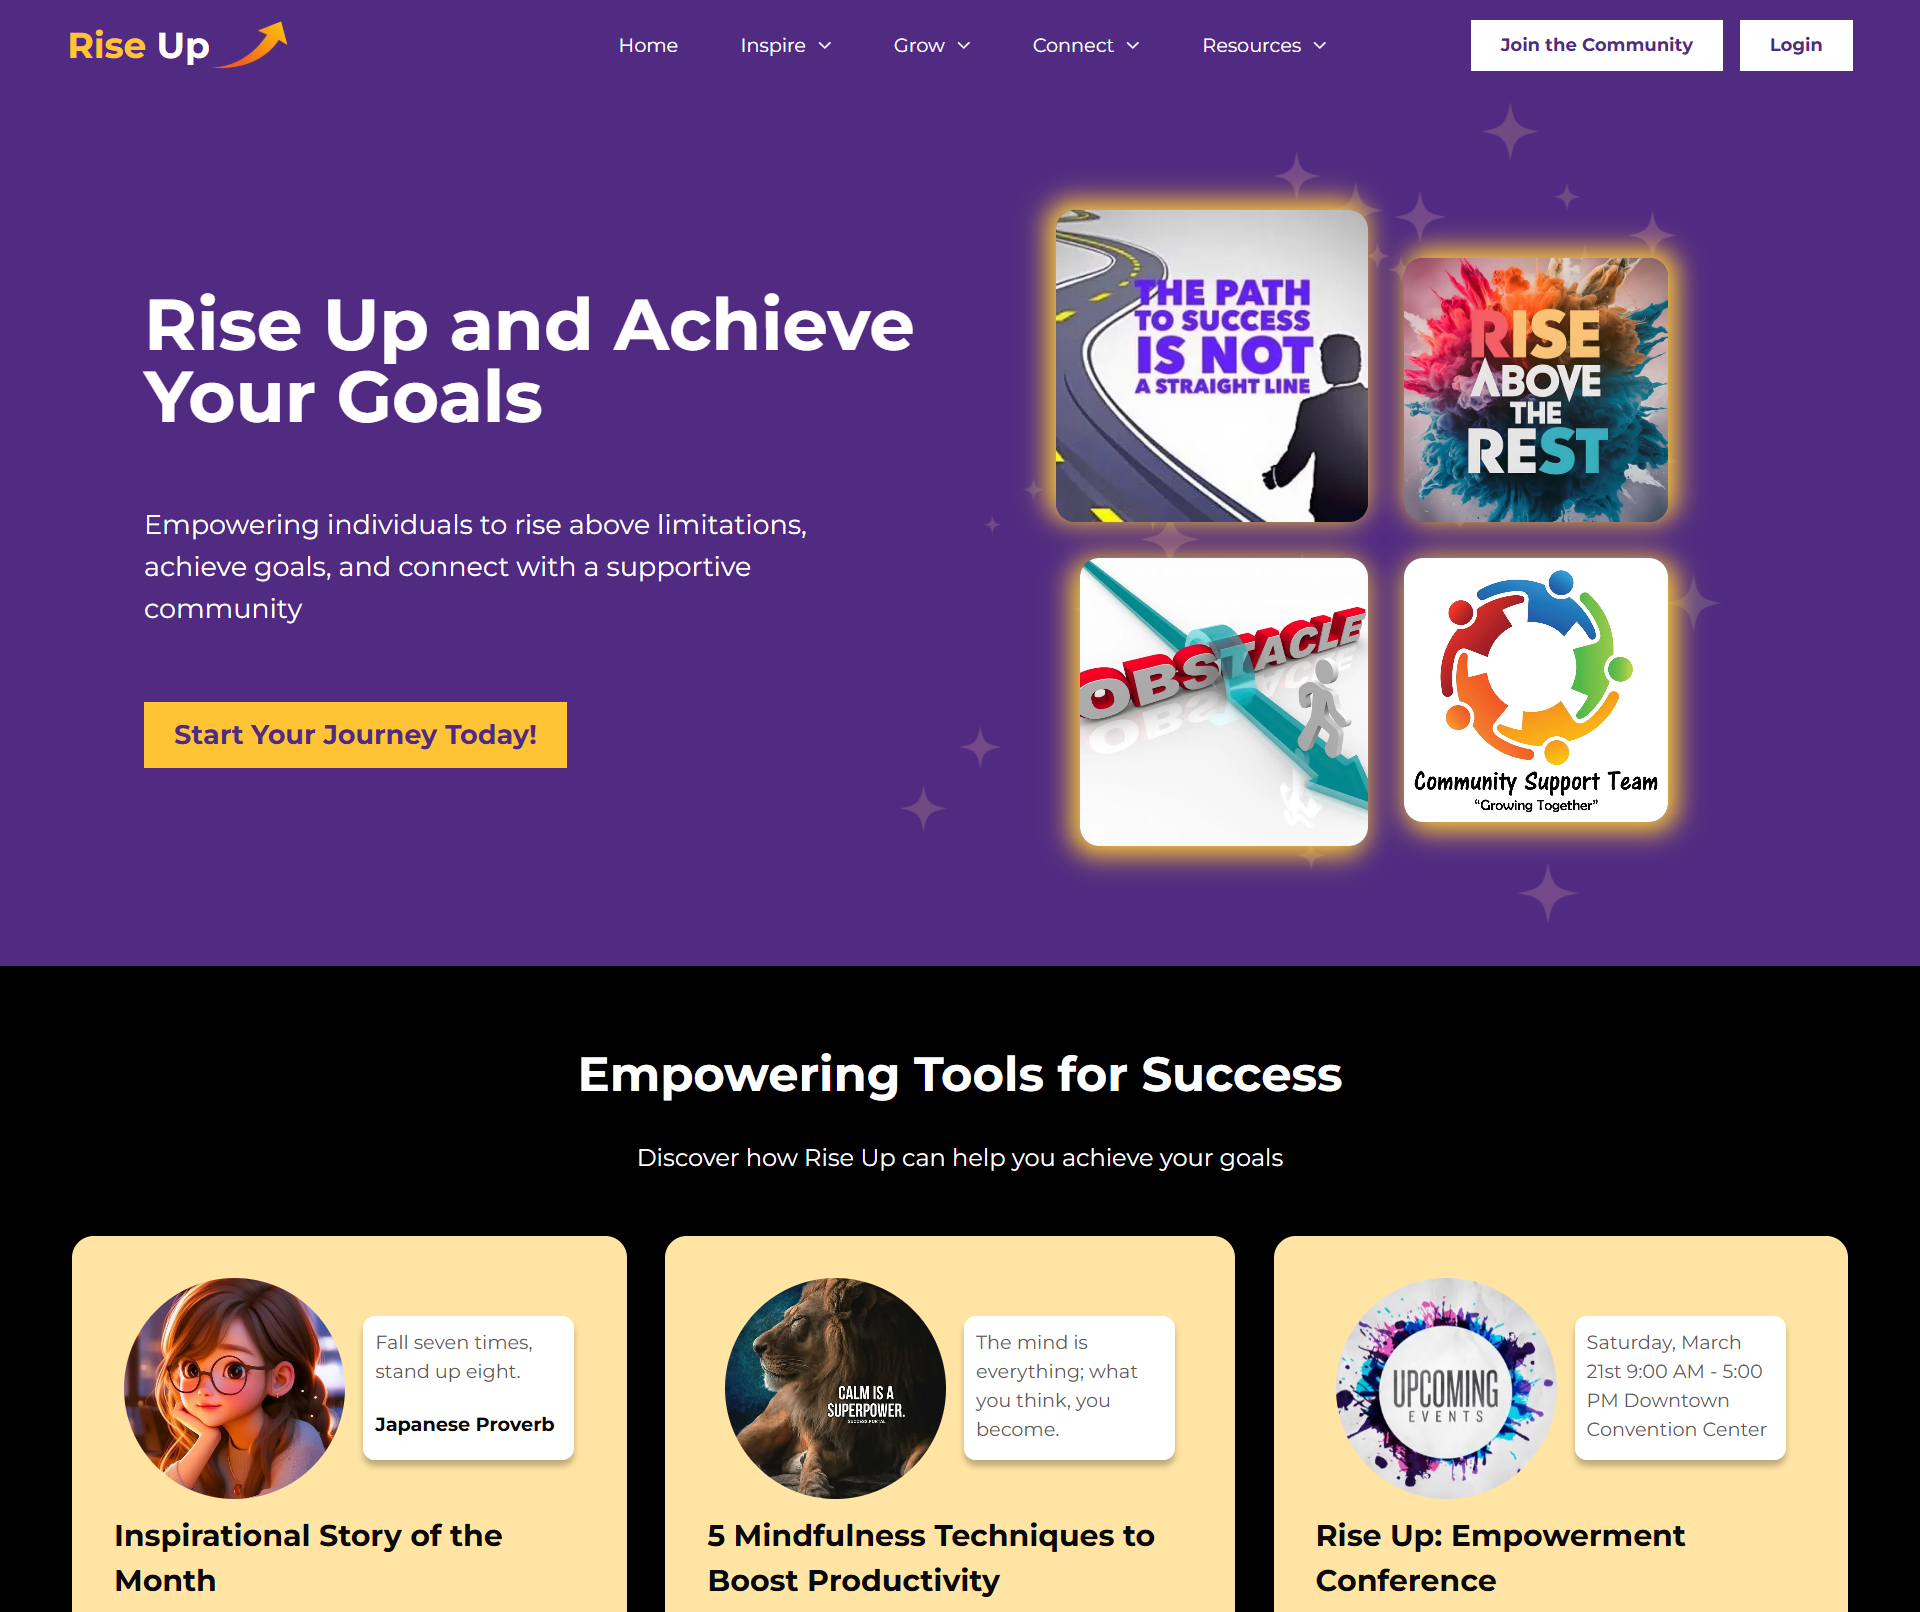 Rise Up
Home
Inspire
Grow
Connect
Resources
Join the Community
Login
Rise Up and Achieve
Your Goals
Empowering individuals to rise above limitations,
achieve goals, and connect with a supportive
community
Start Your Journey Today!
THE PATH
TO SUCCESS
IS NOT
A STRAIGHT LINE
RISE
ABOVE
THE
REST
OBSTACLE
Community Support Team
“Growing Together”
Empowering Tools for Success
Discover how Rise Up can help you achieve your goals
Fall seven times,
stand up eight.
Japanese Proverb
Inspirational Story of the
Month
CALM IS A
SUPERPOWER.
The mind is
everything; what
you think, you
become.
5 Mindfulness Techniques to
Boost Productivity
UPCOMING
EVENTS
Saturday, March
21st 9:00 AM - 5:00
PM Downtown
Convention Center
Rise Up: Empowerment
Conference